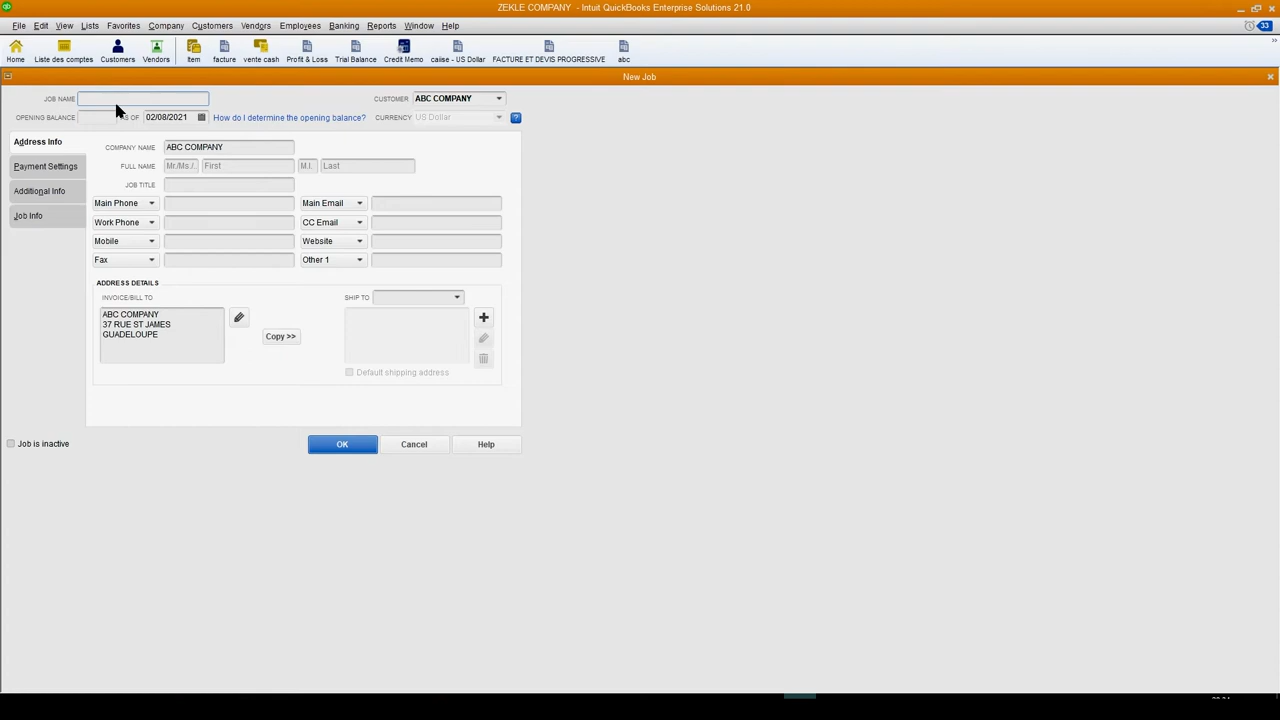 ZEKLE COMPANY - Intuit QuickBooks Enterprise Solutions 21.0
File Edit View Lists Favorites Company Customers Vendors Employees Banking Reports Window Help
33
Home Liste des comptes Customers Vendors Item facture vente cash Profit & Loss Trial Balance Credit Memo caiise - US Dollar FACTURE ET DEVIS PROGRESSIVE abc
New Job
JOB NAME CUSTOMER ABC COMPANY
OPENING BALANCE AS OF 02/08/2021 How do I determine the opening balance? CURRENCY US Dollar ?
Address Info
Payment Settings
Additional Info
Job Info
COMPANY NAME ABC COMPANY
FULL NAME Mr./Ms./. First M.I. Last
JOB TITLE
Main Phone Main Email
Work Phone CC Email
Mobile Website
Fax Other 1
ADDRESS DETAILS
INVOICE/BILL TO SHIP TO
ABC COMPANY
37 RUE ST JAMES
GUADELOUPE
Copy >>
Default shipping address
Job is inactive OK Cancel Help